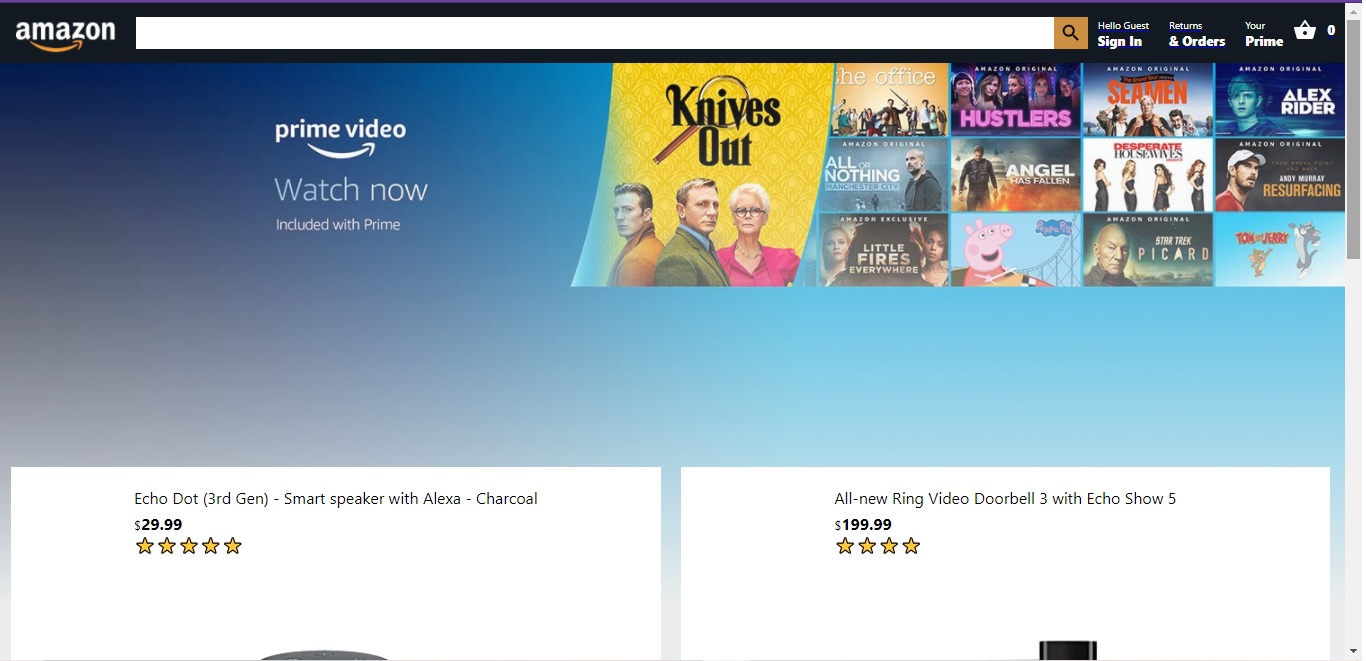 amazon
Hello Guest
Sign In
Returns
& Orders
Your
Prime
0
prime video
Watch now
Included with Prime
Knives
Out
the office
AMAZON ORIGINAL
HUSTLERS
AMAZON ORIGINAL
The Grand Tour presents
SEAMEN
AMAZON ORIGINAL
ALEX
RIDER
AMAZON ORIGINAL
ALL OR
NOTHING
MANCHESTER CITY
ANGEL
HAS FALLEN
DESPERATE
HOUSEWIVES
AMAZON ORIGINAL
ANDY MURRAY
RESURFACING
AMAZON EXCLUSIVE
LITTLE
FIRES
EVERYWHERE
Peppa Pig
AMAZON ORIGINAL
STAR TREK
PICARD
TOM AND JERRY
Echo Dot (3rd Gen) - Smart speaker with Alexa - Charcoal
$29.99
All-new Ring Video Doorbell 3 with Echo Show 5
$199.99